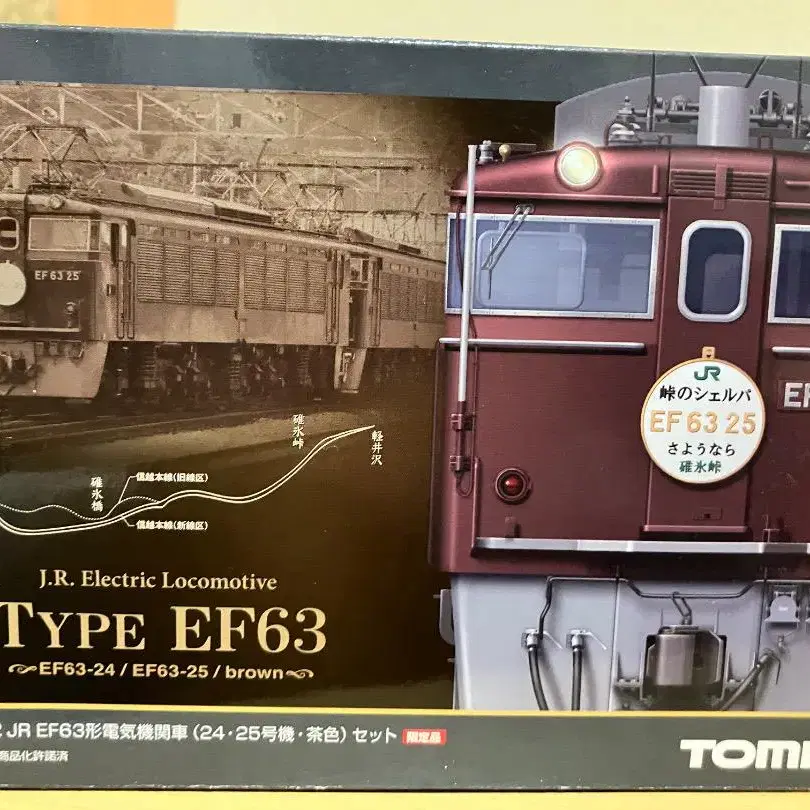 EF 63 25
JR
峠のシェルパ
EF 63 25
さようなら
碓氷峠
碓氷峠
軽井沢
碓氷橋
信越本線(旧線区)
信越本線(新線区)
J.R. Electric Locomotive
TYPE EF63
EF63-24 / EF63-25 / brown
JR EF63形電気機関車（24・25号機・茶色）セット 限定品
商品化許諾済
TOMI